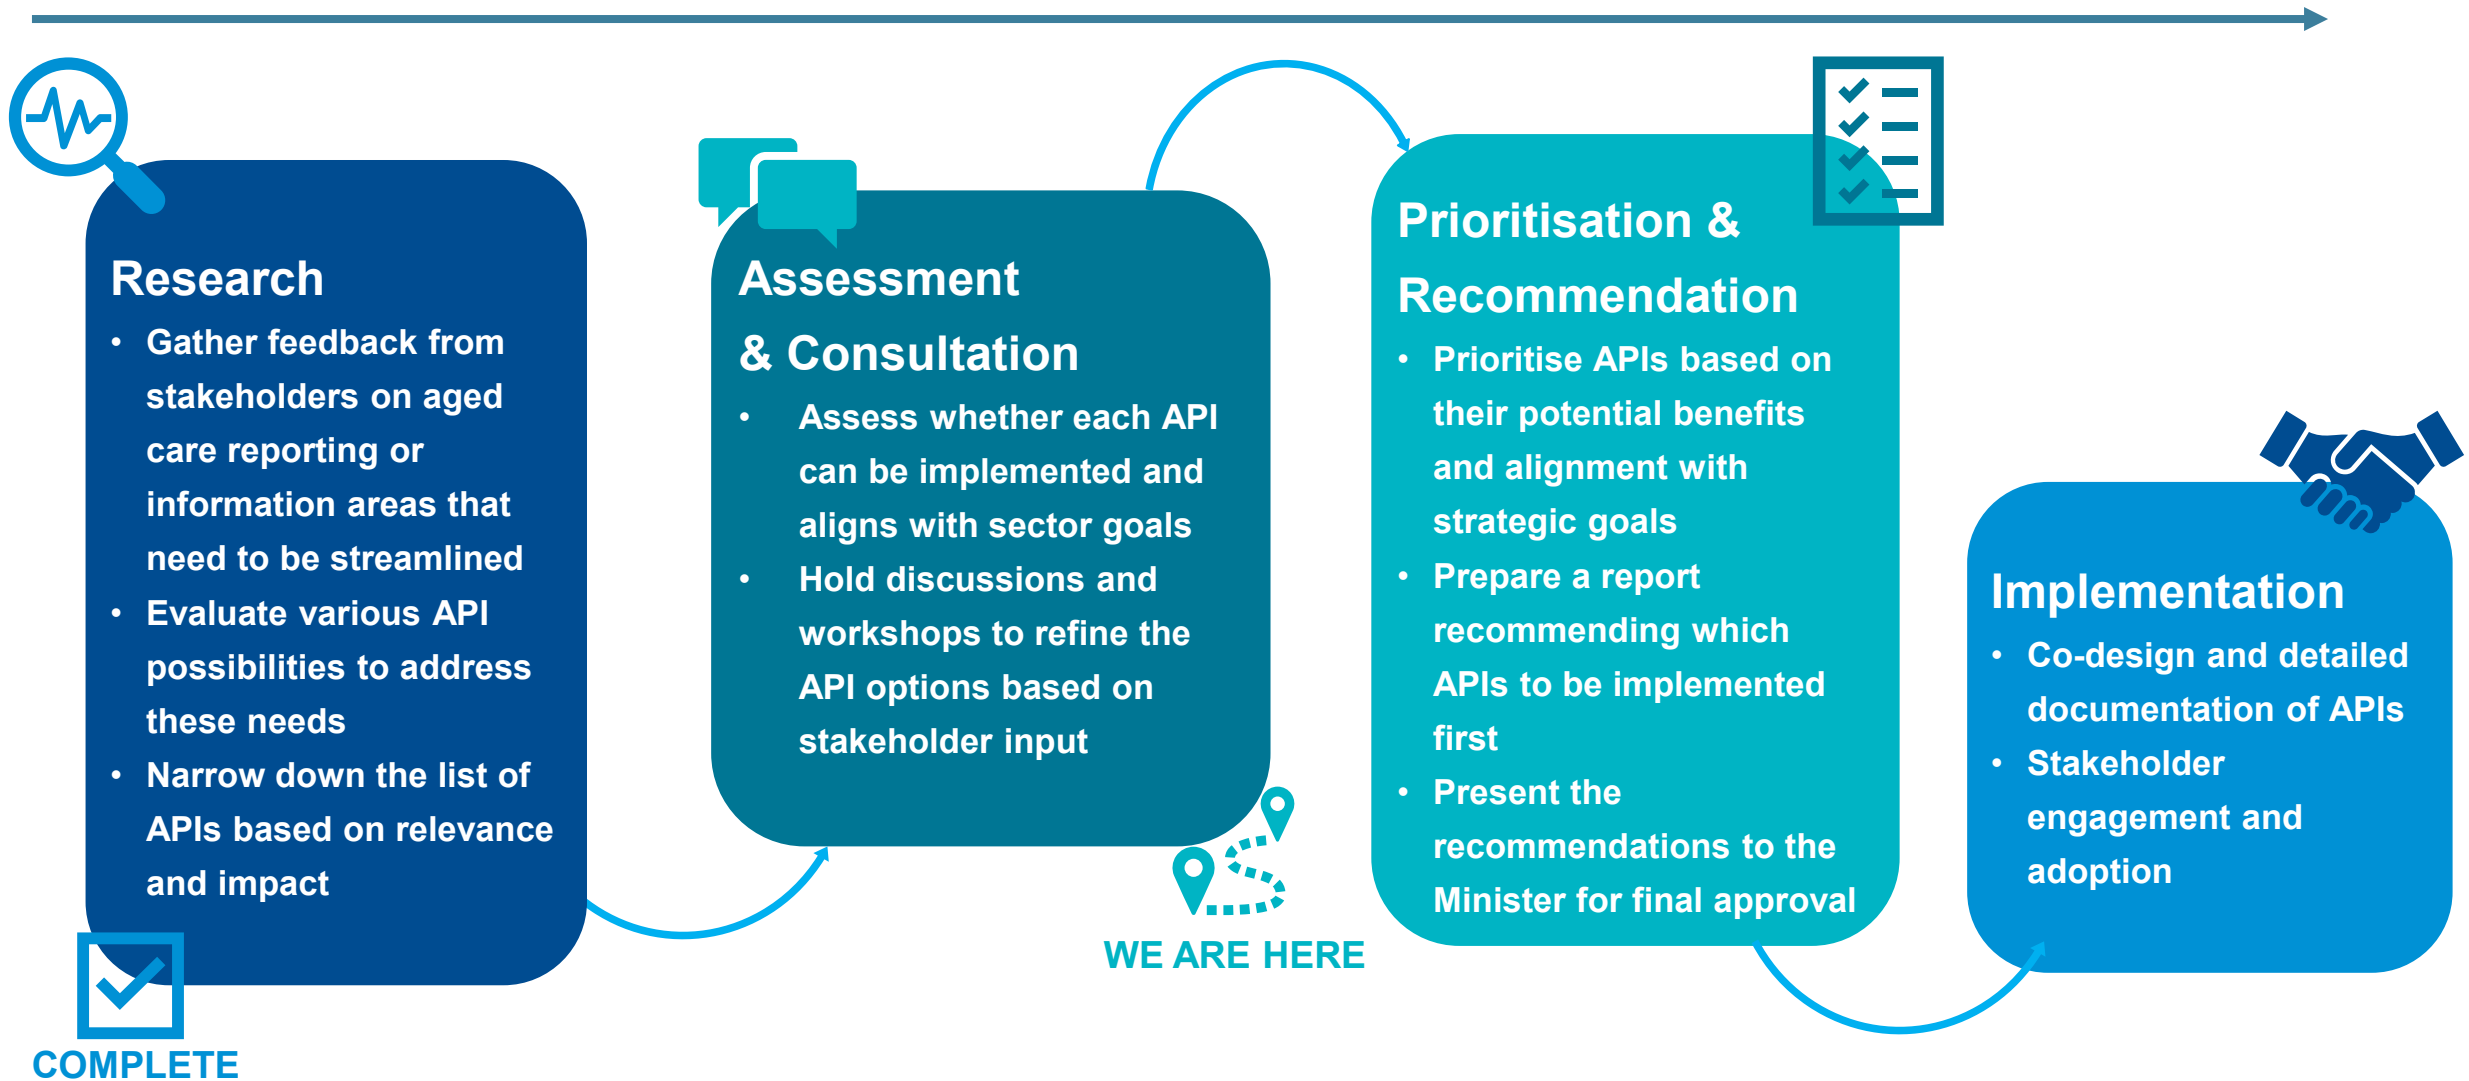 Research
• Gather feedback from
stakeholders on aged
care reporting or
information areas that
need to be streamlined
• Evaluate various API
possibilities to address
these needs
• Narrow down the list of
APIs based on relevance
and impact
COMPLETE
Assessment
& Consultation
• Assess whether each API
can be implemented and
aligns with sector goals
• Hold discussions and
workshops to refine the
API options based on
stakeholder input
WE ARE HERE
Prioritisation &
Recommendation
• Prioritise APIs based on
their potential benefits
and alignment with
strategic goals
• Prepare a report
recommending which
APIs to be implemented
first
• Present the
recommendations to the
Minister for final approval
Implementation
• Co-design and detailed
documentation of APIs
• Stakeholder
engagement and
adoption